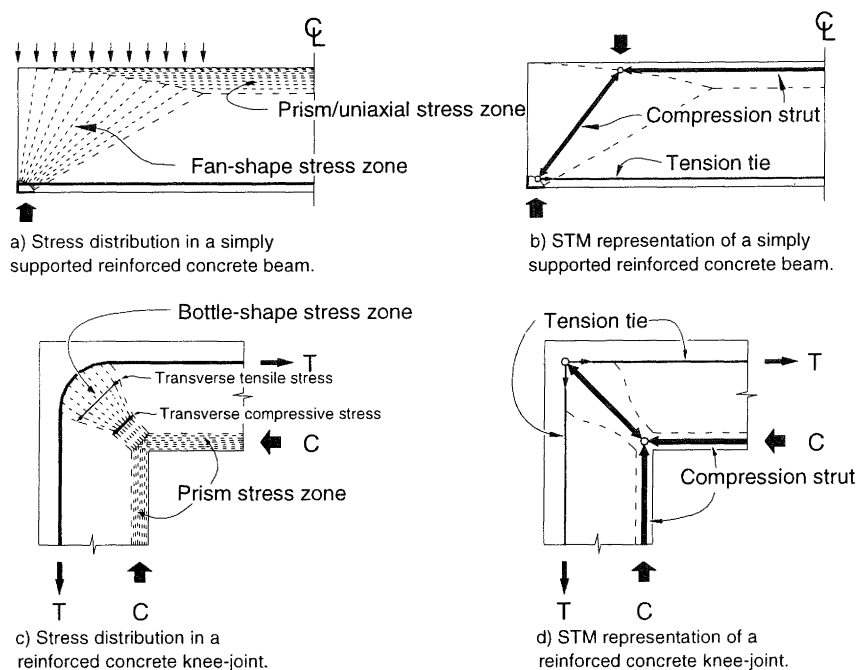 ℄
Prism/uniaxial stress zone
Fan-shape stress zone
a) Stress distribution in a simply
supported reinforced concrete beam.
℄
Compression strut
Tension tie
b) STM representation of a simply
supported reinforced concrete beam.
Bottle-shape stress zone
T
Transverse tensile stress
Transverse compressive stress
C
Prism stress zone
T C
c) Stress distribution in a
reinforced concrete knee-joint.
Tension tie
T
C
Compression strut
T C
d) STM representation of a
reinforced concrete knee-joint.